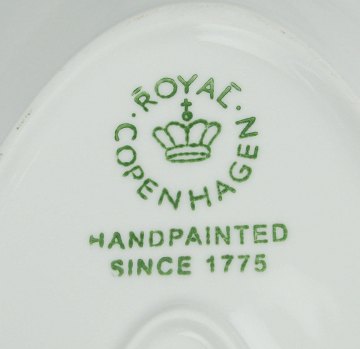 · ROYAL ·
COPENHAGEN
HANDPAINTED
SINCE 1775